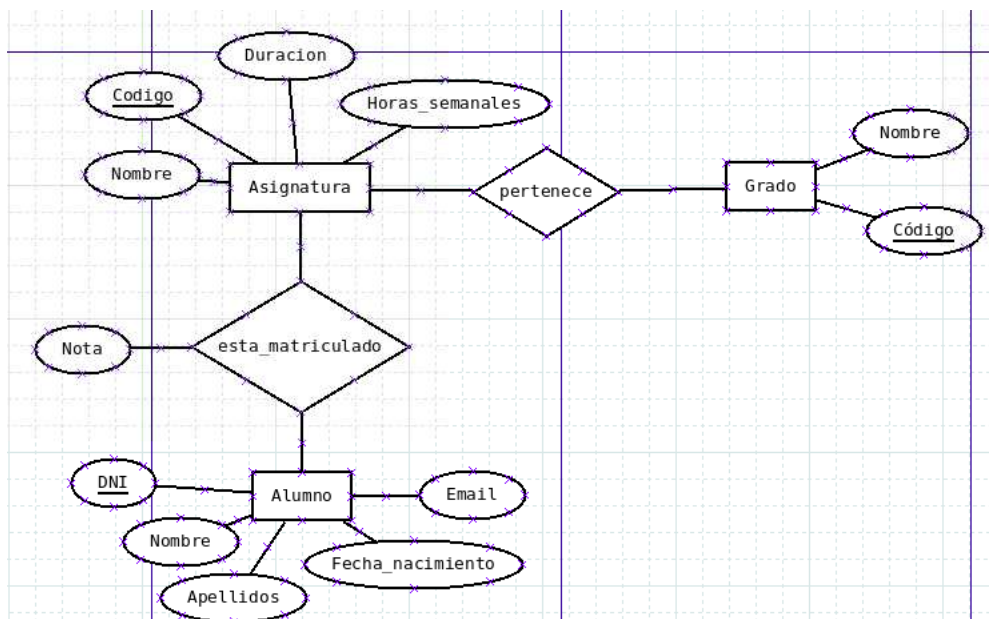 Duracion
Codigo
Horas_semanales
Nombre
Nombre
Asignatura
pertenece
Grado
Código
Nota
esta_matriculado
DNI
Alumno
Email
Nombre
Fecha_nacimiento
Apellidos